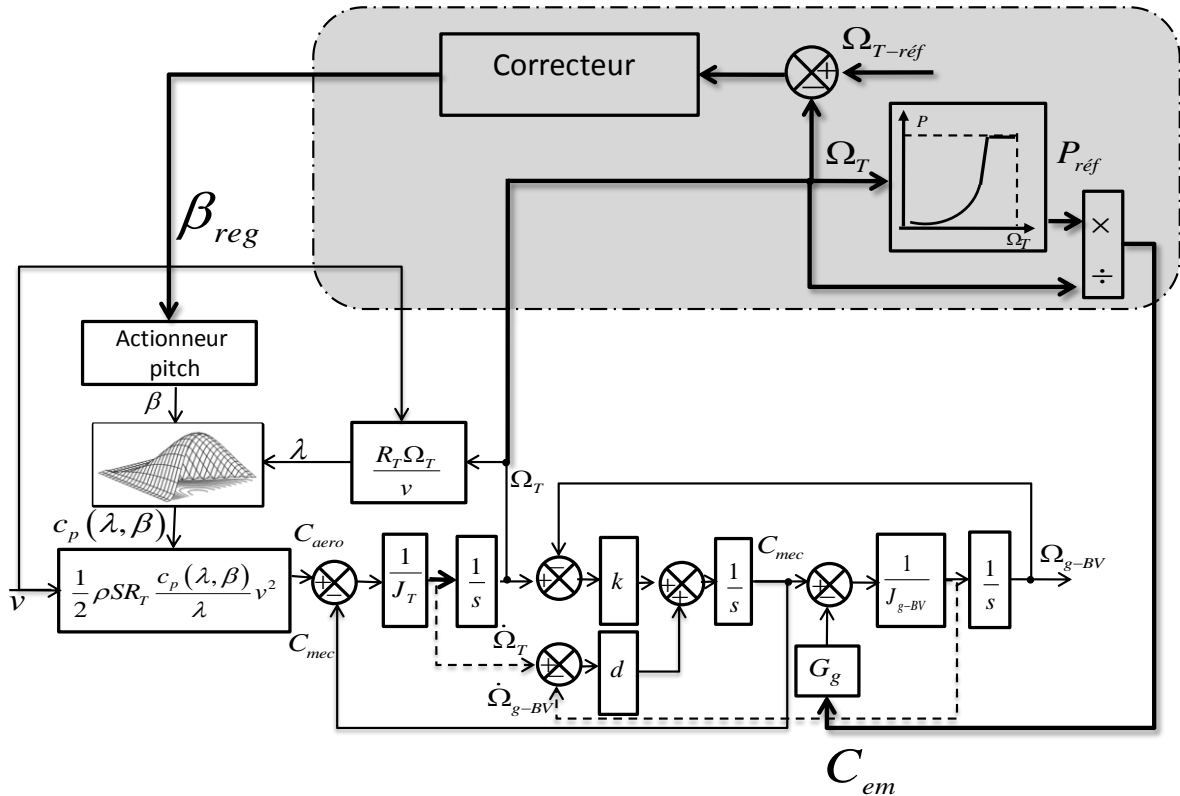 Correcteur
+
−
Ω_{T−réf}
P
Ω_T
Ω_T
P_{réf}
×
÷
β_{reg}
Actionneur
pitch
β
λ
R_T Ω_T / v
Ω_T
c_p (λ, β)
v
1/2 ρSR_T c_p (λ, β)/λ v²
C_{aero}
+
−
C_{mec}
1/J_T
1/s
Ω̇_T
+
−
k
+
+
1/s
C_{mec}
+
−
1/J_{g−BV}
1/s
Ω_{g−BV}
+
−
d
Ω̇_{g−BV}
G_g
C_{em}